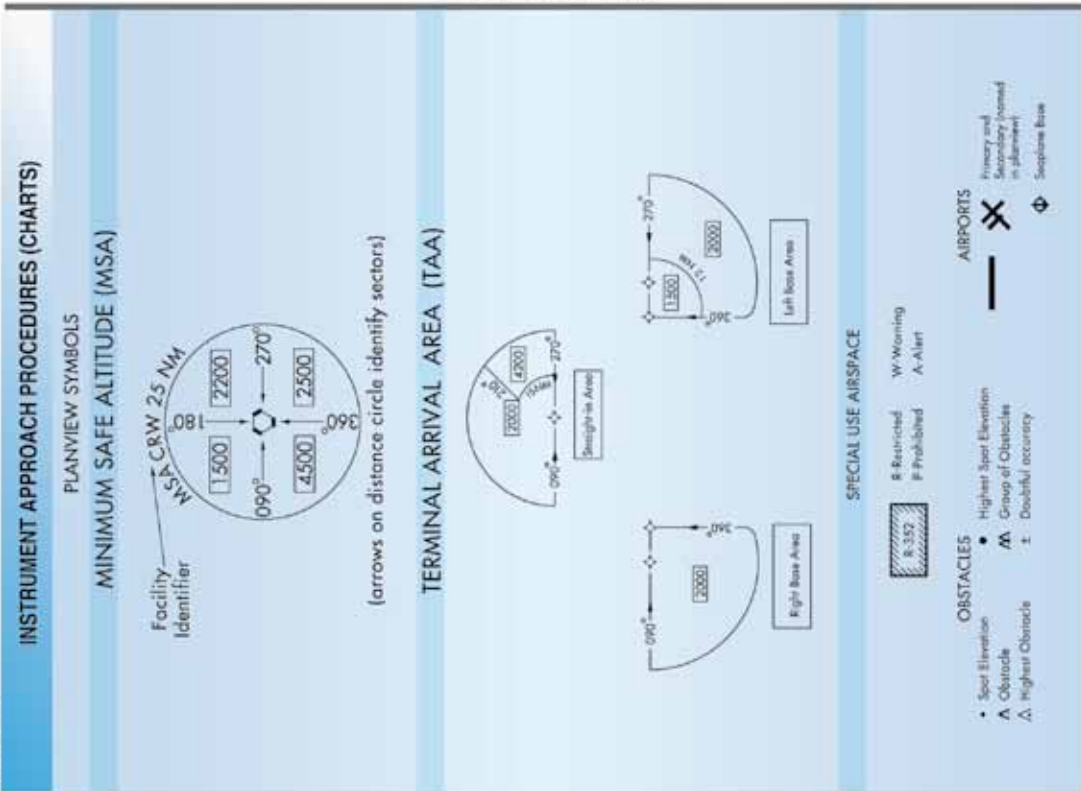 INSTRUMENT APPROACH PROCEDURES (CHARTS)
PLANVIEW SYMBOLS
MINIMUM SAFE ALTITUDE (MSA)
Facility
Identifier
MSA CRW 25 NM
180°
1500
2200
090°
270°
4500
2500
360°
(arrows on distance circle identify sectors)
TERMINAL ARRIVAL AREA (TAA)
210°
2000
4200
090°
270°
Straight-in Area
090°
2000
360°
Right Base Area
270°
1500
12 NM
2000
360°
Left Base Area
SPECIAL USE AIRSPACE
R-352
R-Restricted
W-Warning
P-Prohibited
A-Alert
OBSTACLES
Spot Elevation
Highest Spot Elevation
Obstacle
Group of Obstacles
Highest Obstacle
± Doubtful accuracy
AIRPORTS
Primary and
Secondary (named
in planview)
Seaplane Base